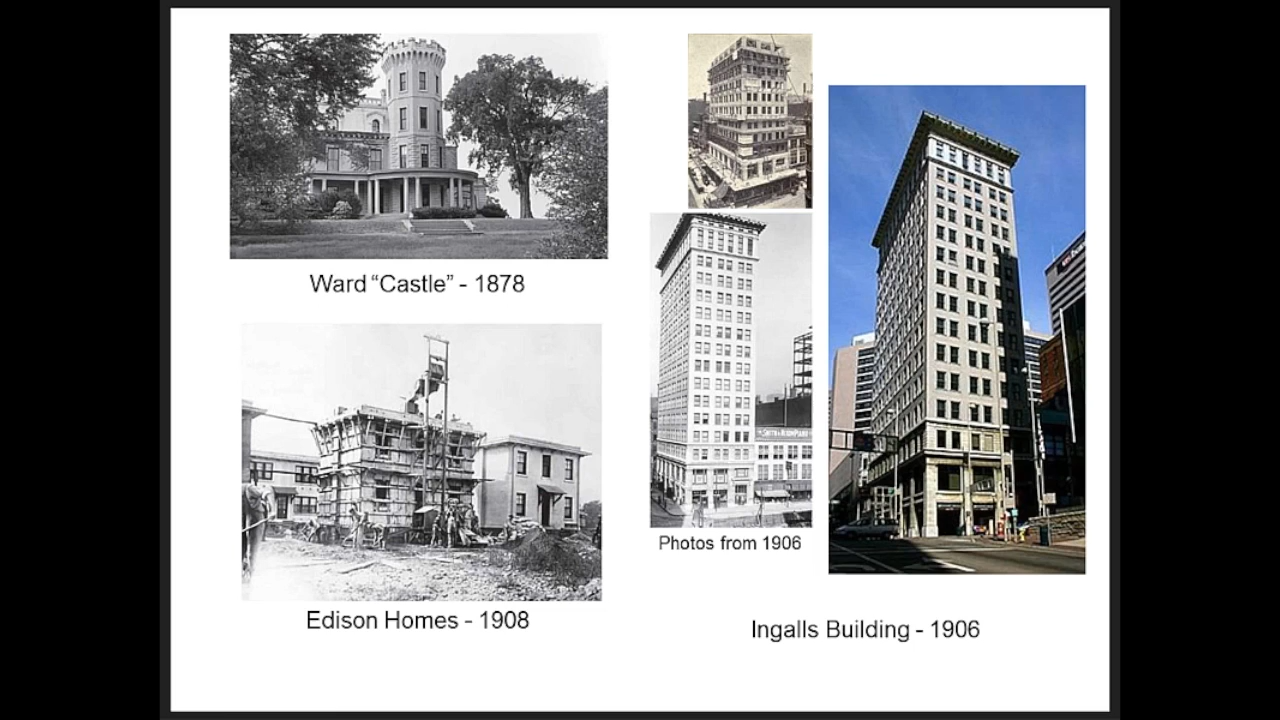 Ward “Castle” - 1878
Edison Homes - 1908
Photos from 1906
Ingalls Building - 1906